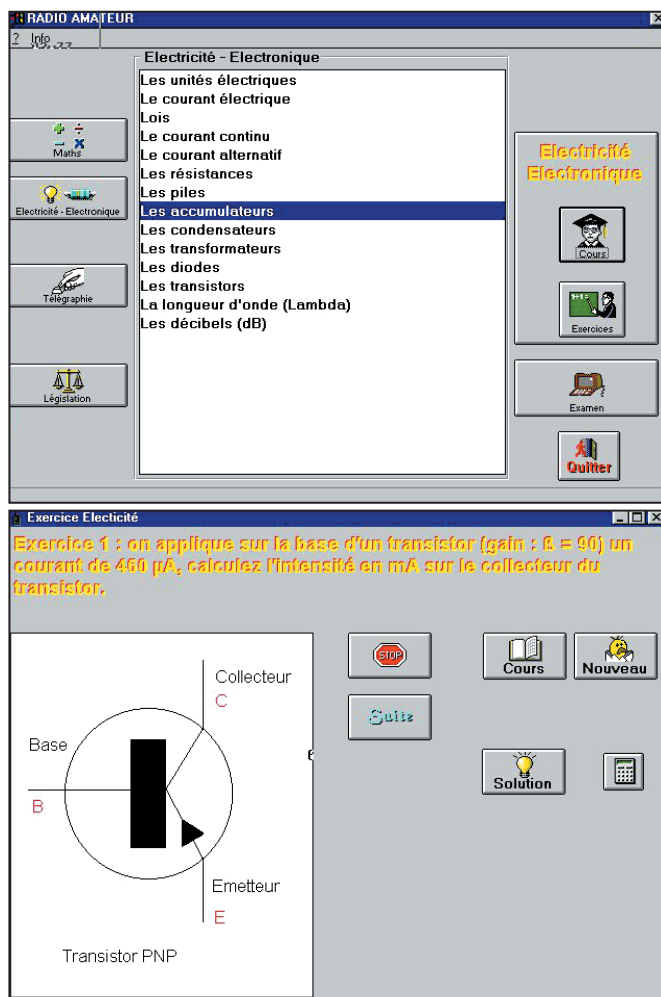 RADIO AMATEUR
? Info
Electricité - Electronique
Les unités électriques
Le courant électrique
Lois
Le courant continu
Le courant alternatif
Les résistances
Les piles
Les accumulateurs
Les condensateurs
Les transformateurs
Les diodes
Les transistors
La longueur d'onde (Lambda)
Les décibels (dB)
Maths
Electricité - Electronique
Télégraphie
Législation
Electricité
Electronique
Cours
1+1=
Exercices
Examen
Quitter
Exercice Electicité
Exercice 1 : on applique sur la base d'un transistor (gain : ß = 90) un
courant de 460 µA, calculez l'intensité en mA sur le collecteur du
transistor.
Collecteur
C
Base
B
Emetteur
E
Transistor PNP
STOP
Suite
Cours
Nouveau
Solution